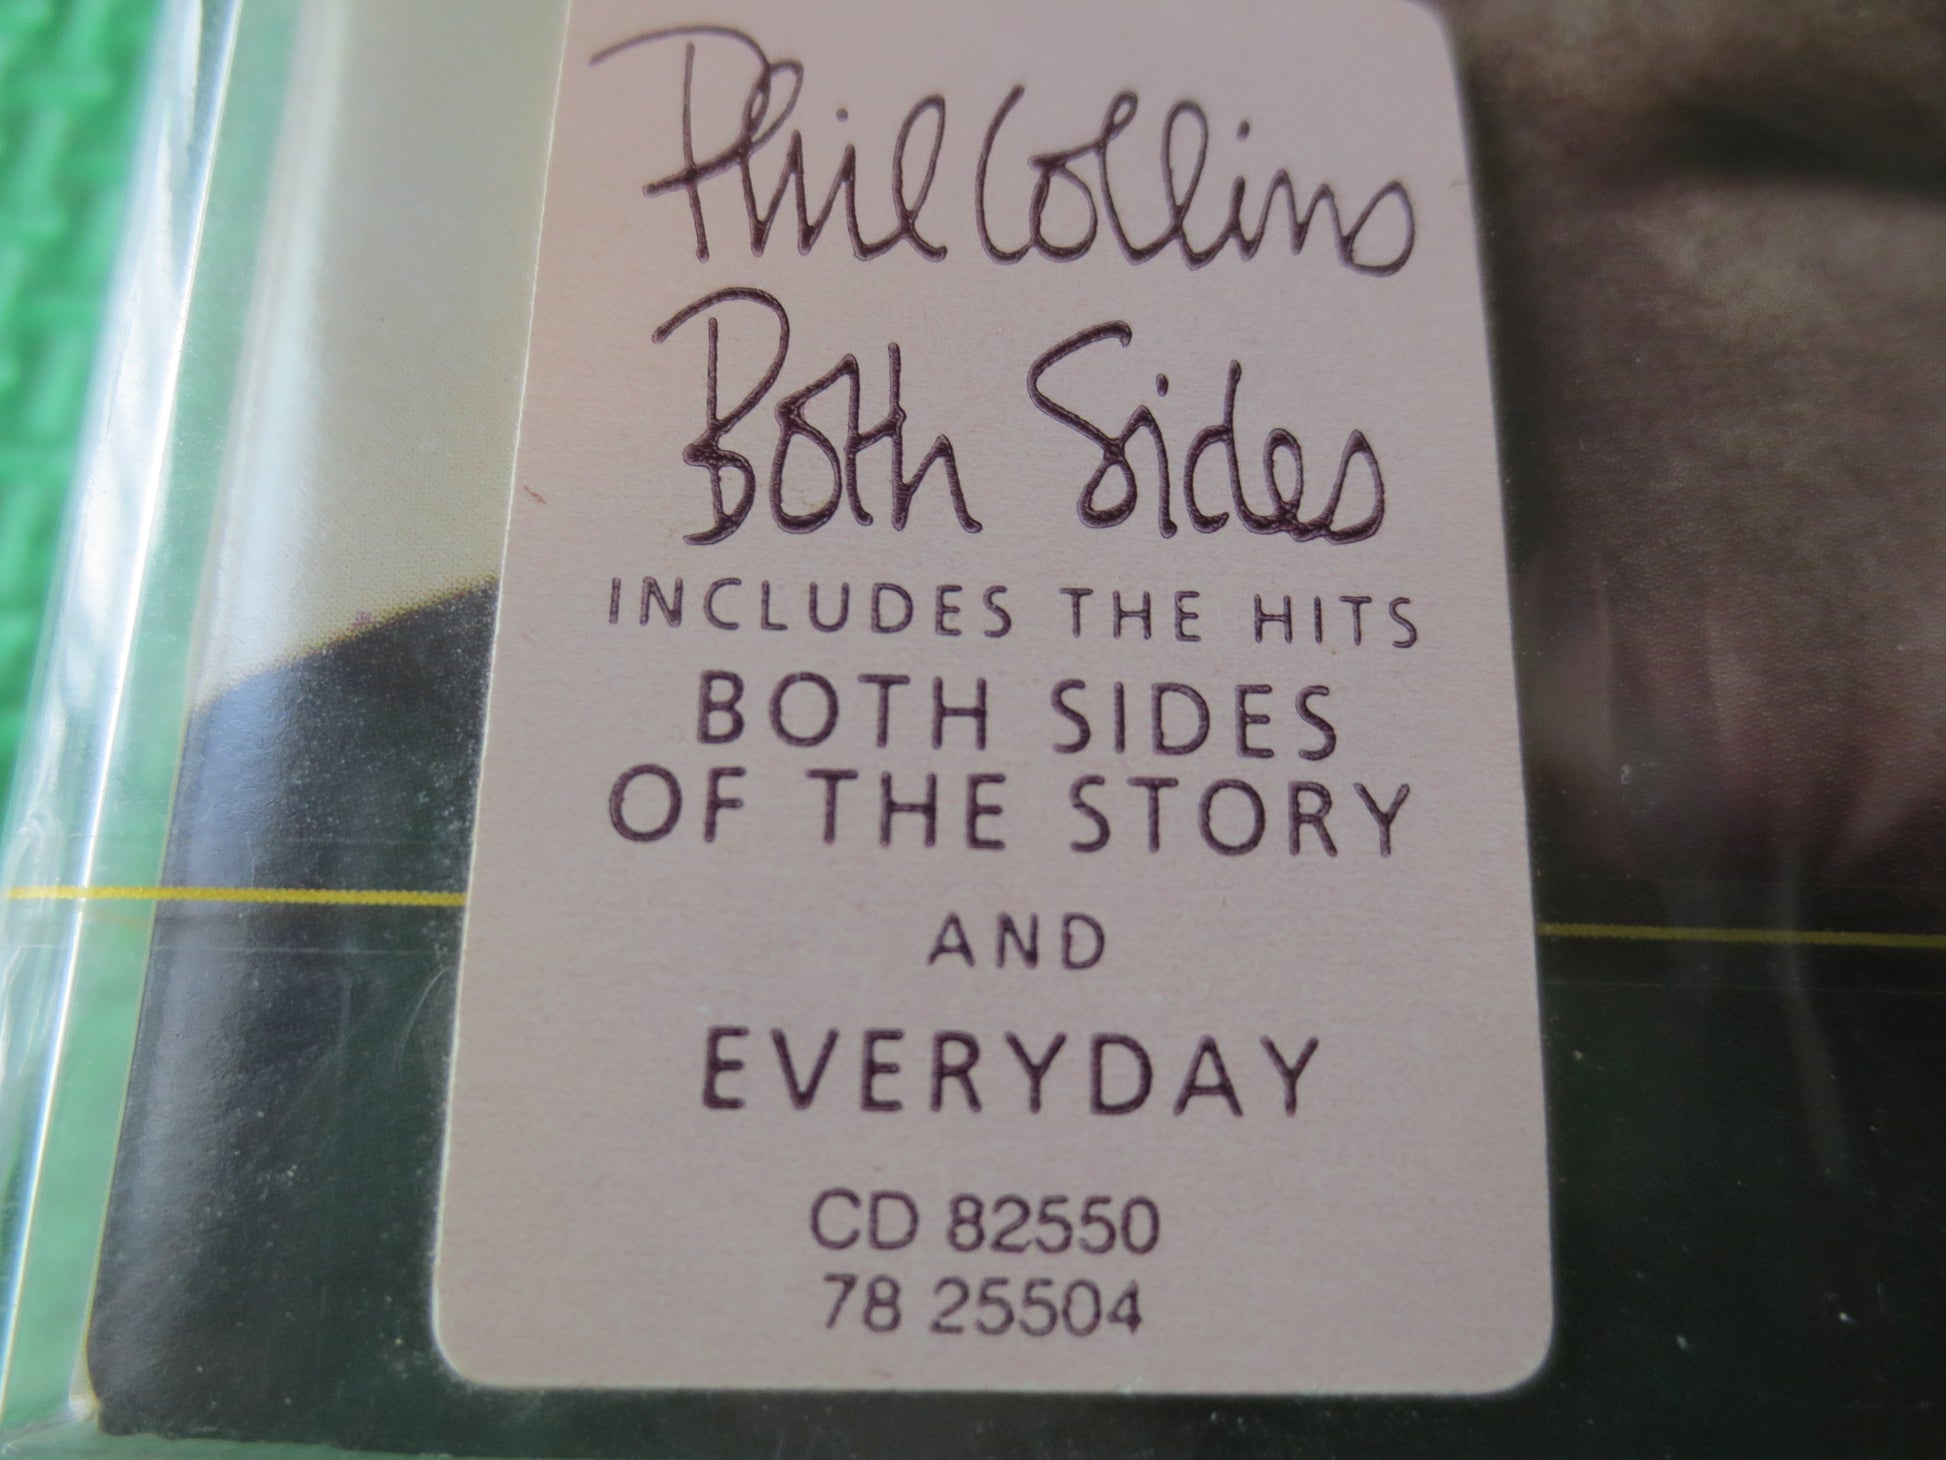 Phil Collins
Both Sides
INCLUDES THE HITS
BOTH SIDES
OF THE STORY
AND
EVERYDAY
CD 82550
78 25504